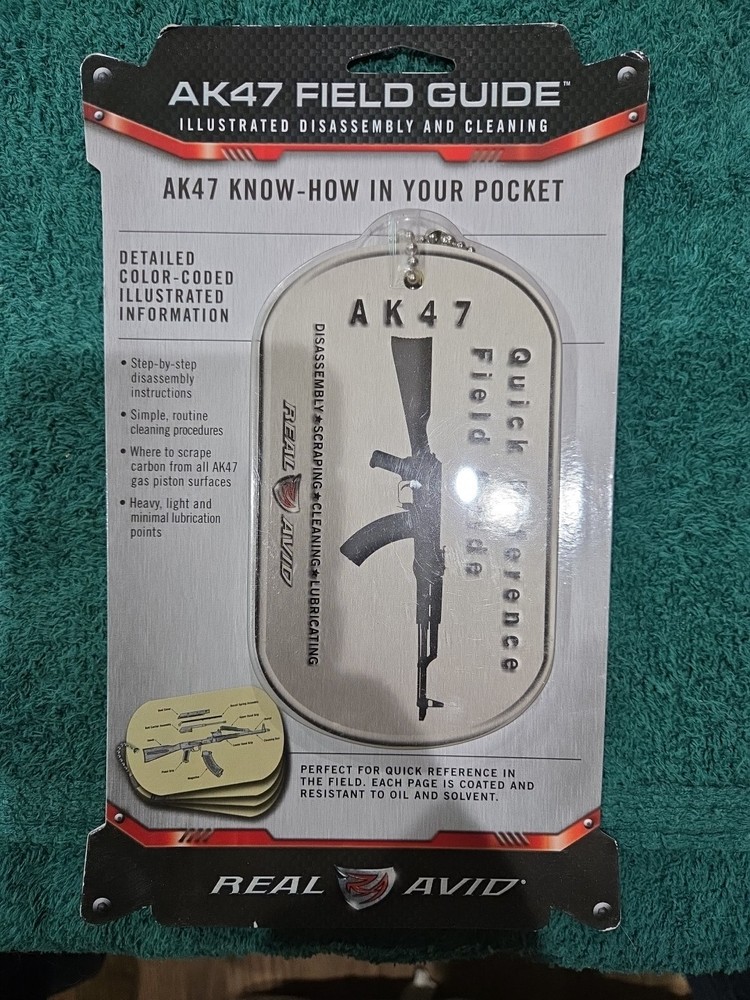 AK47 FIELD GUIDE™
ILLUSTRATED DISASSEMBLY AND CLEANING
AK47 KNOW-HOW IN YOUR POCKET
DETAILED
COLOR-CODED
ILLUSTRATED
INFORMATION
• Step-by-step
disassembly
instructions
• Simple, routine
cleaning procedures
• Where to scrape
carbon from all AK47
gas piston surfaces
• Heavy, light and
minimal lubrication
points
AK47
Quick
Field
DISASSEMBLY★SCRAPING★CLEANING★LUBRICATING
REAL AVID
PERFECT FOR QUICK REFERENCE IN
THE FIELD. EACH PAGE IS COATED AND
RESISTANT TO OIL AND SOLVENT.
REAL AVID